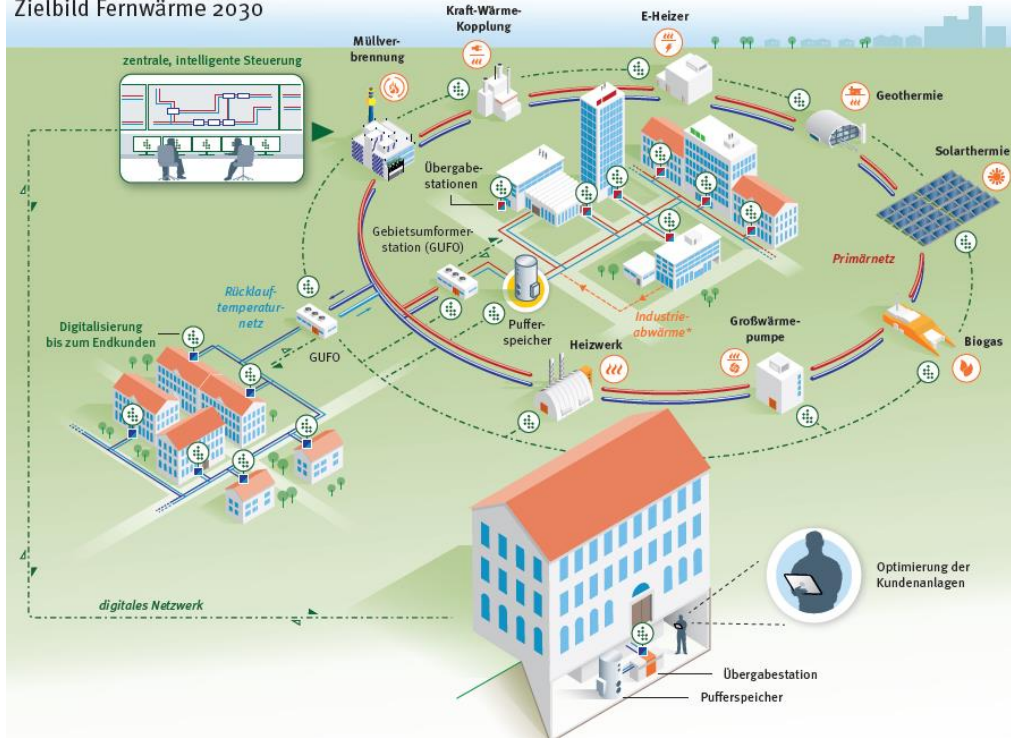 Zielbild Fernwärme 2030
zentrale, intelligente Steuerung
Müllver-
brennung
Kraft-Wärme-
Kopplung
E-Heizer
Geothermie
Solarthermie
Übergabe-
stationen
Gebietsumformer-
station (GUFO)
Primärnetz
Rücklauf-
temperatur-
netz
Digitalisierung
bis zum Endkunden
GUFO
Puffer-
speicher
Industrie-
abwärme*
Heizwerk
Großwärme-
pumpe
Biogas
digitales Netzwerk
Optimierung der
Kundenanlagen
Übergabestation
Pufferspeicher